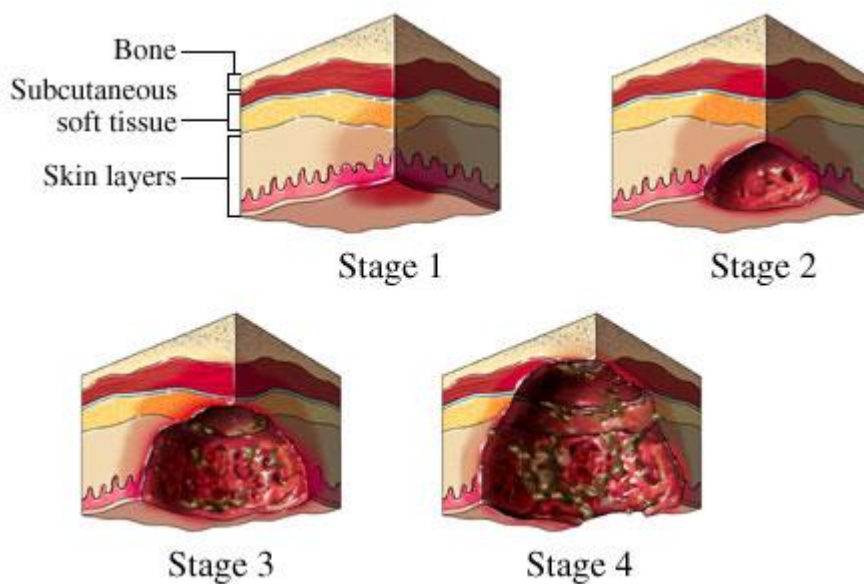 Bone
Subcutaneous
soft tissue
Skin layers
Stage 1
Stage 2
Stage 3
Stage 4